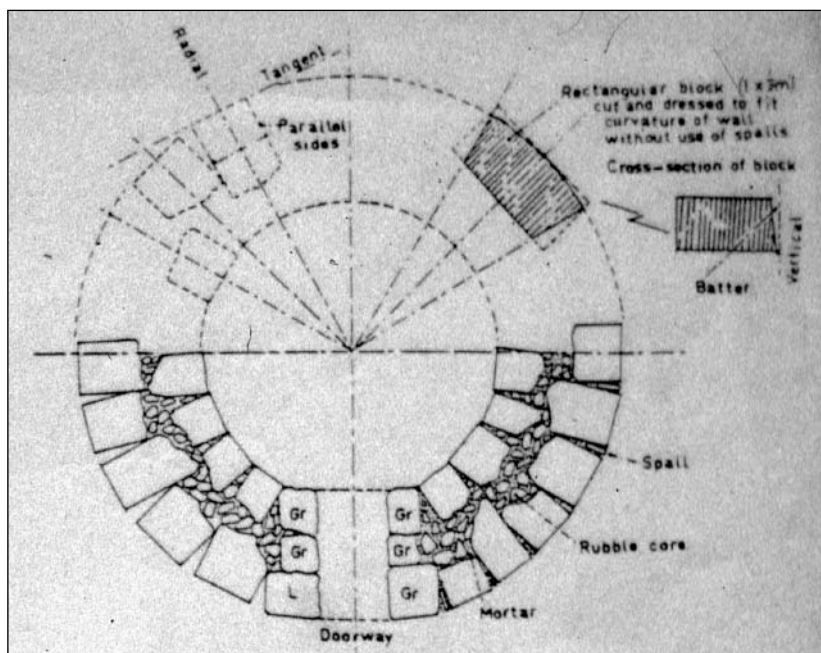 Radial
Tangent
Parallel
sides
Rectangular block (1 x 3m)
cut and dressed to fit
curvature of wall
without use of spalls
Cross-section of block
Vertical
Batter
Spall
Gr
Gr
Gr
Gr
Rubble core
L
Gr
Mortar
Doorway